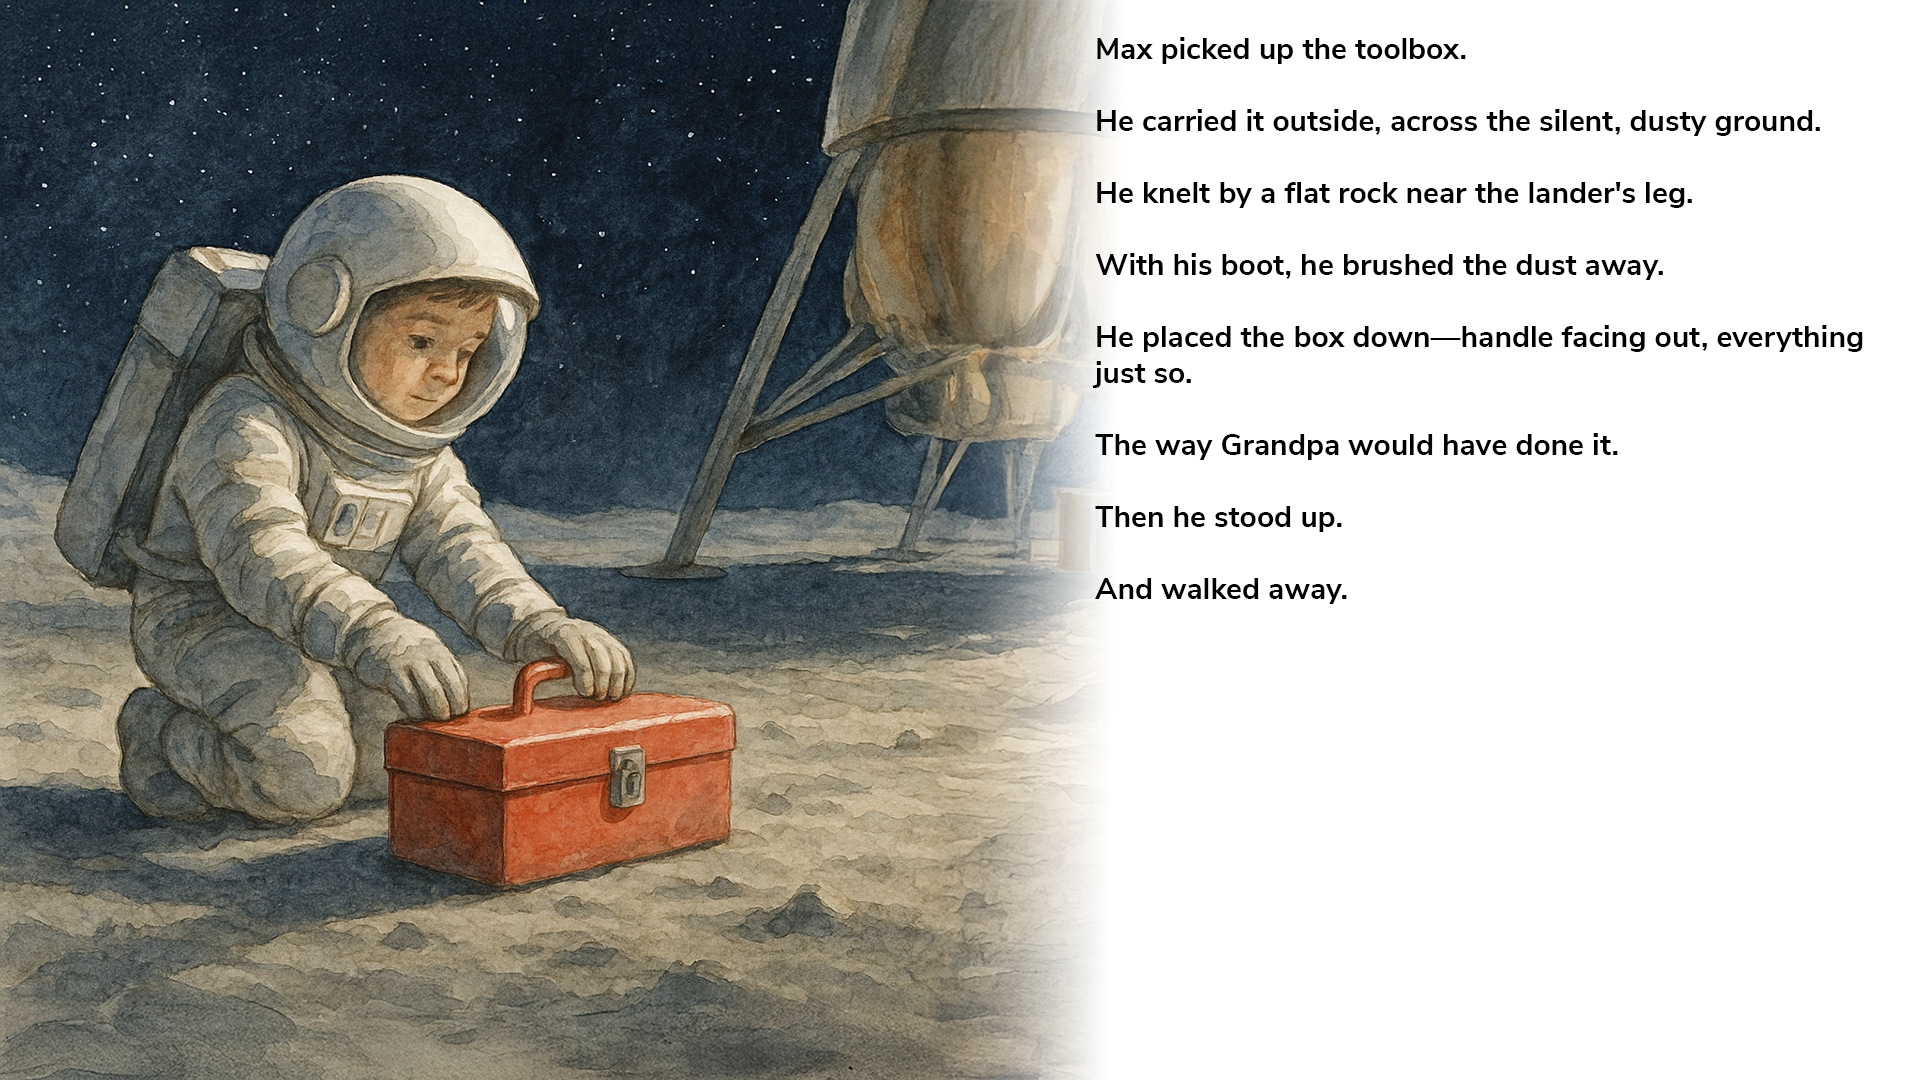 Max picked up the toolbox.
He carried it outside, across the silent, dusty ground.
He knelt by a flat rock near the lander's leg.
With his boot, he brushed the dust away.
He placed the box down—handle facing out, everything
just so.
The way Grandpa would have done it.
Then he stood up.
And walked away.